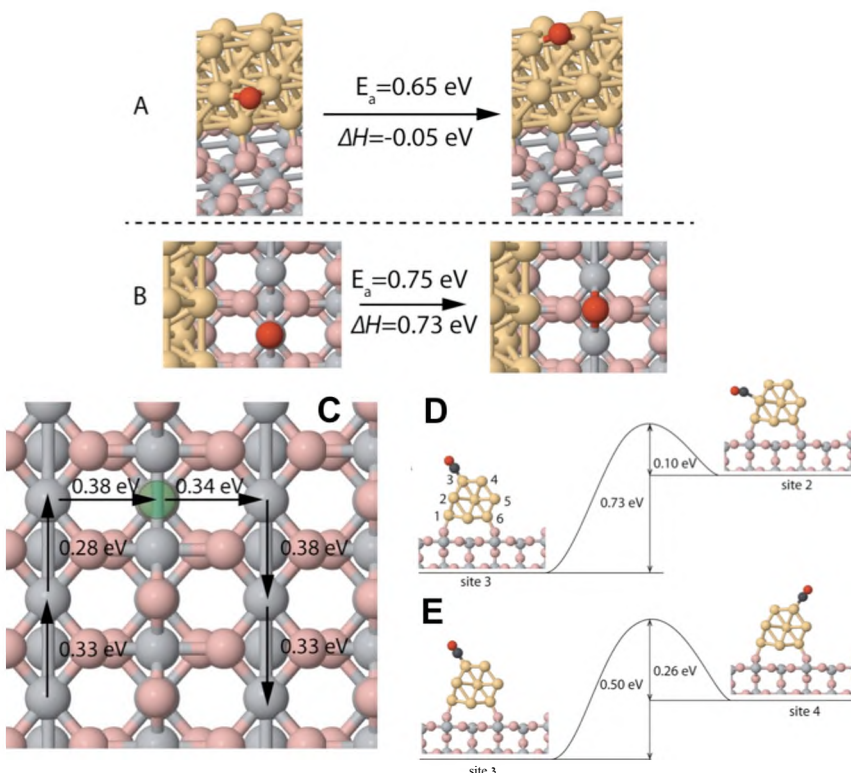 A
Eₐ=0.65 eV
ΔH=-0.05 eV
B
Eₐ=0.75 eV
ΔH=0.73 eV
C
0.38 eV
0.34 eV
0.28 eV
0.38 eV
0.33 eV
0.33 eV
D
3
4
2
5
1
6
site 3
0.73 eV
0.10 eV
site 2
E
site 3
0.50 eV
0.26 eV
site 4